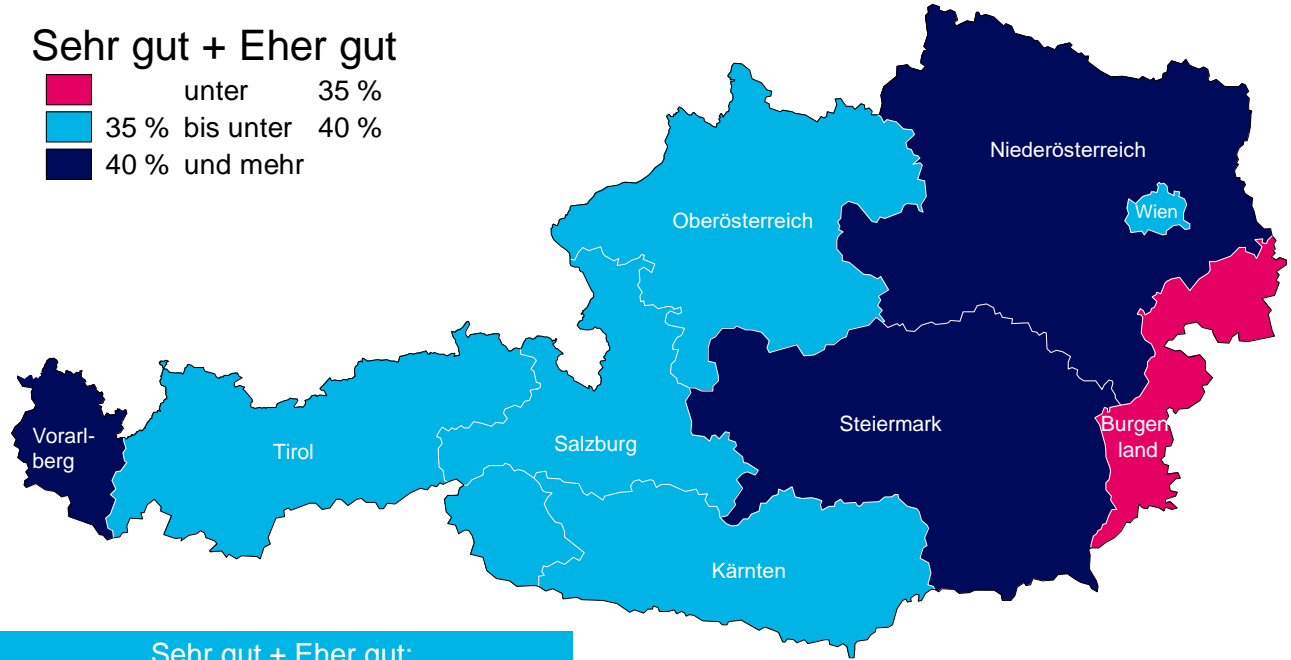 Sehr gut + Eher gut
unter 35 %
35 % bis unter 40 %
40 % und mehr
Niederösterreich
Wien
Oberösterreich
Steiermark
Burgen
land
Vorarl-
berg
Tirol
Salzburg
Kärnten
Sehr gut + Eher gut: